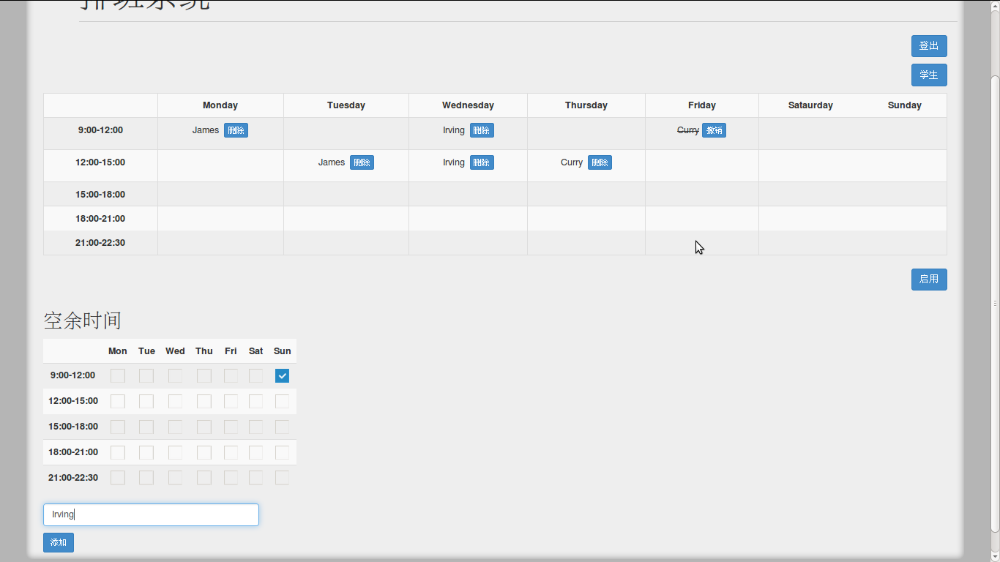 排班系统
登出
学生
Monday Tuesday Wednesday Thursday Friday Sataurday Sunday
9:00-12:00 James 删除 Irving 删除 Curry 撤销
12:00-15:00 James 删除 Irving 删除 Curry 删除
15:00-18:00
18:00-21:00
21:00-22:30
启用
空余时间
Mon Tue Wed Thu Fri Sat Sun
9:00-12:00
12:00-15:00
15:00-18:00
18:00-21:00
21:00-22:30
Irving
添加